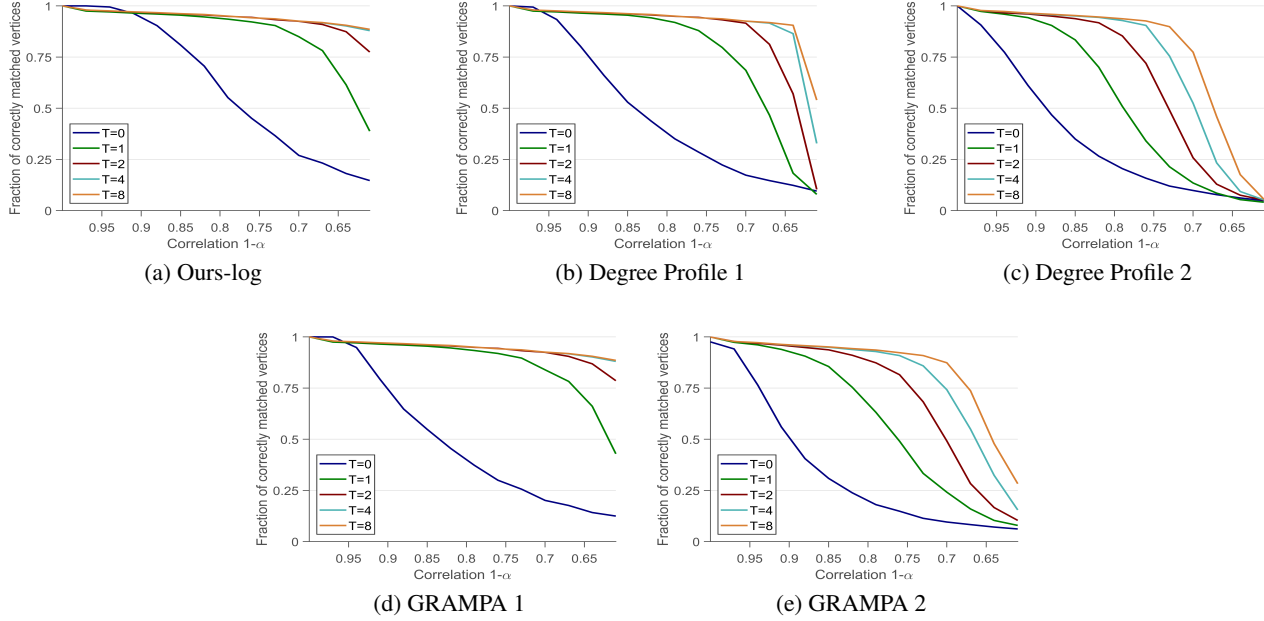 Fraction of correctly matched vertices
1
0.75
0.5
0.25
0
T=0
T=1
T=2
T=4
T=8
0.95 0.9 0.85 0.8 0.75 0.7 0.65
Correlation 1-α
(a) Ours-log
Fraction of correctly matched vertices
1
0.75
0.5
0.25
0
T=0
T=1
T=2
T=4
T=8
0.95 0.9 0.85 0.8 0.75 0.7 0.65
Correlation 1-α
(b) Degree Profile 1
Fraction of correctly matched vertices
1
0.75
0.5
0.25
0
T=0
T=1
T=2
T=4
T=8
0.95 0.9 0.85 0.8 0.75 0.7 0.65
Correlation 1-α
(c) Degree Profile 2
Fraction of correctly matched vertices
1
0.75
0.5
0.25
0
T=0
T=1
T=2
T=4
T=8
0.95 0.9 0.85 0.8 0.75 0.7 0.65
Correlation 1-α
(d) GRAMPA 1
Fraction of correctly matched vertices
1
0.75
0.5
0.25
0
T=0
T=1
T=2
T=4
T=8
0.95 0.9 0.85 0.8 0.75 0.7 0.65
Correlation 1-α
(e) GRAMPA 2